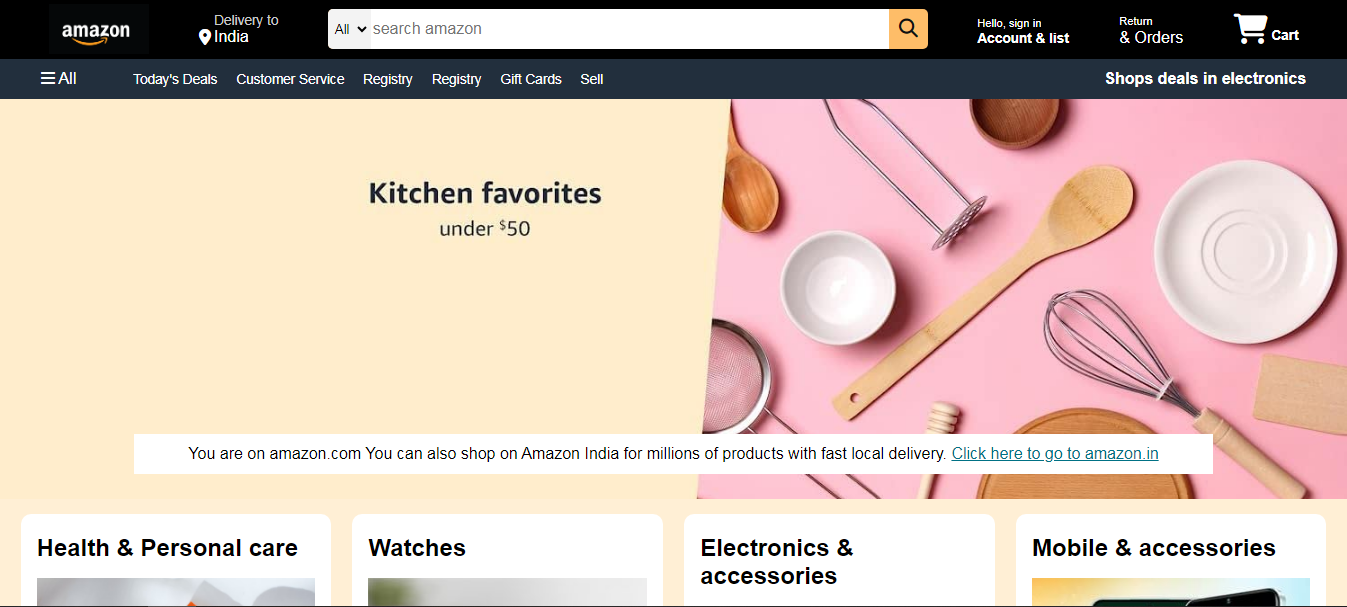 amazon
Delivery to
India
All
search amazon
Hello, sign in
Account & list
Return
& Orders
Cart
All
Today's Deals
Customer Service
Registry
Registry
Gift Cards
Sell
Shops deals in electronics
Kitchen favorites
under $50
You are on amazon.com You can also shop on Amazon India for millions of products with fast local delivery. Click here to go to amazon.in
Health & Personal care
Watches
Electronics &
accessories
Mobile & accessories